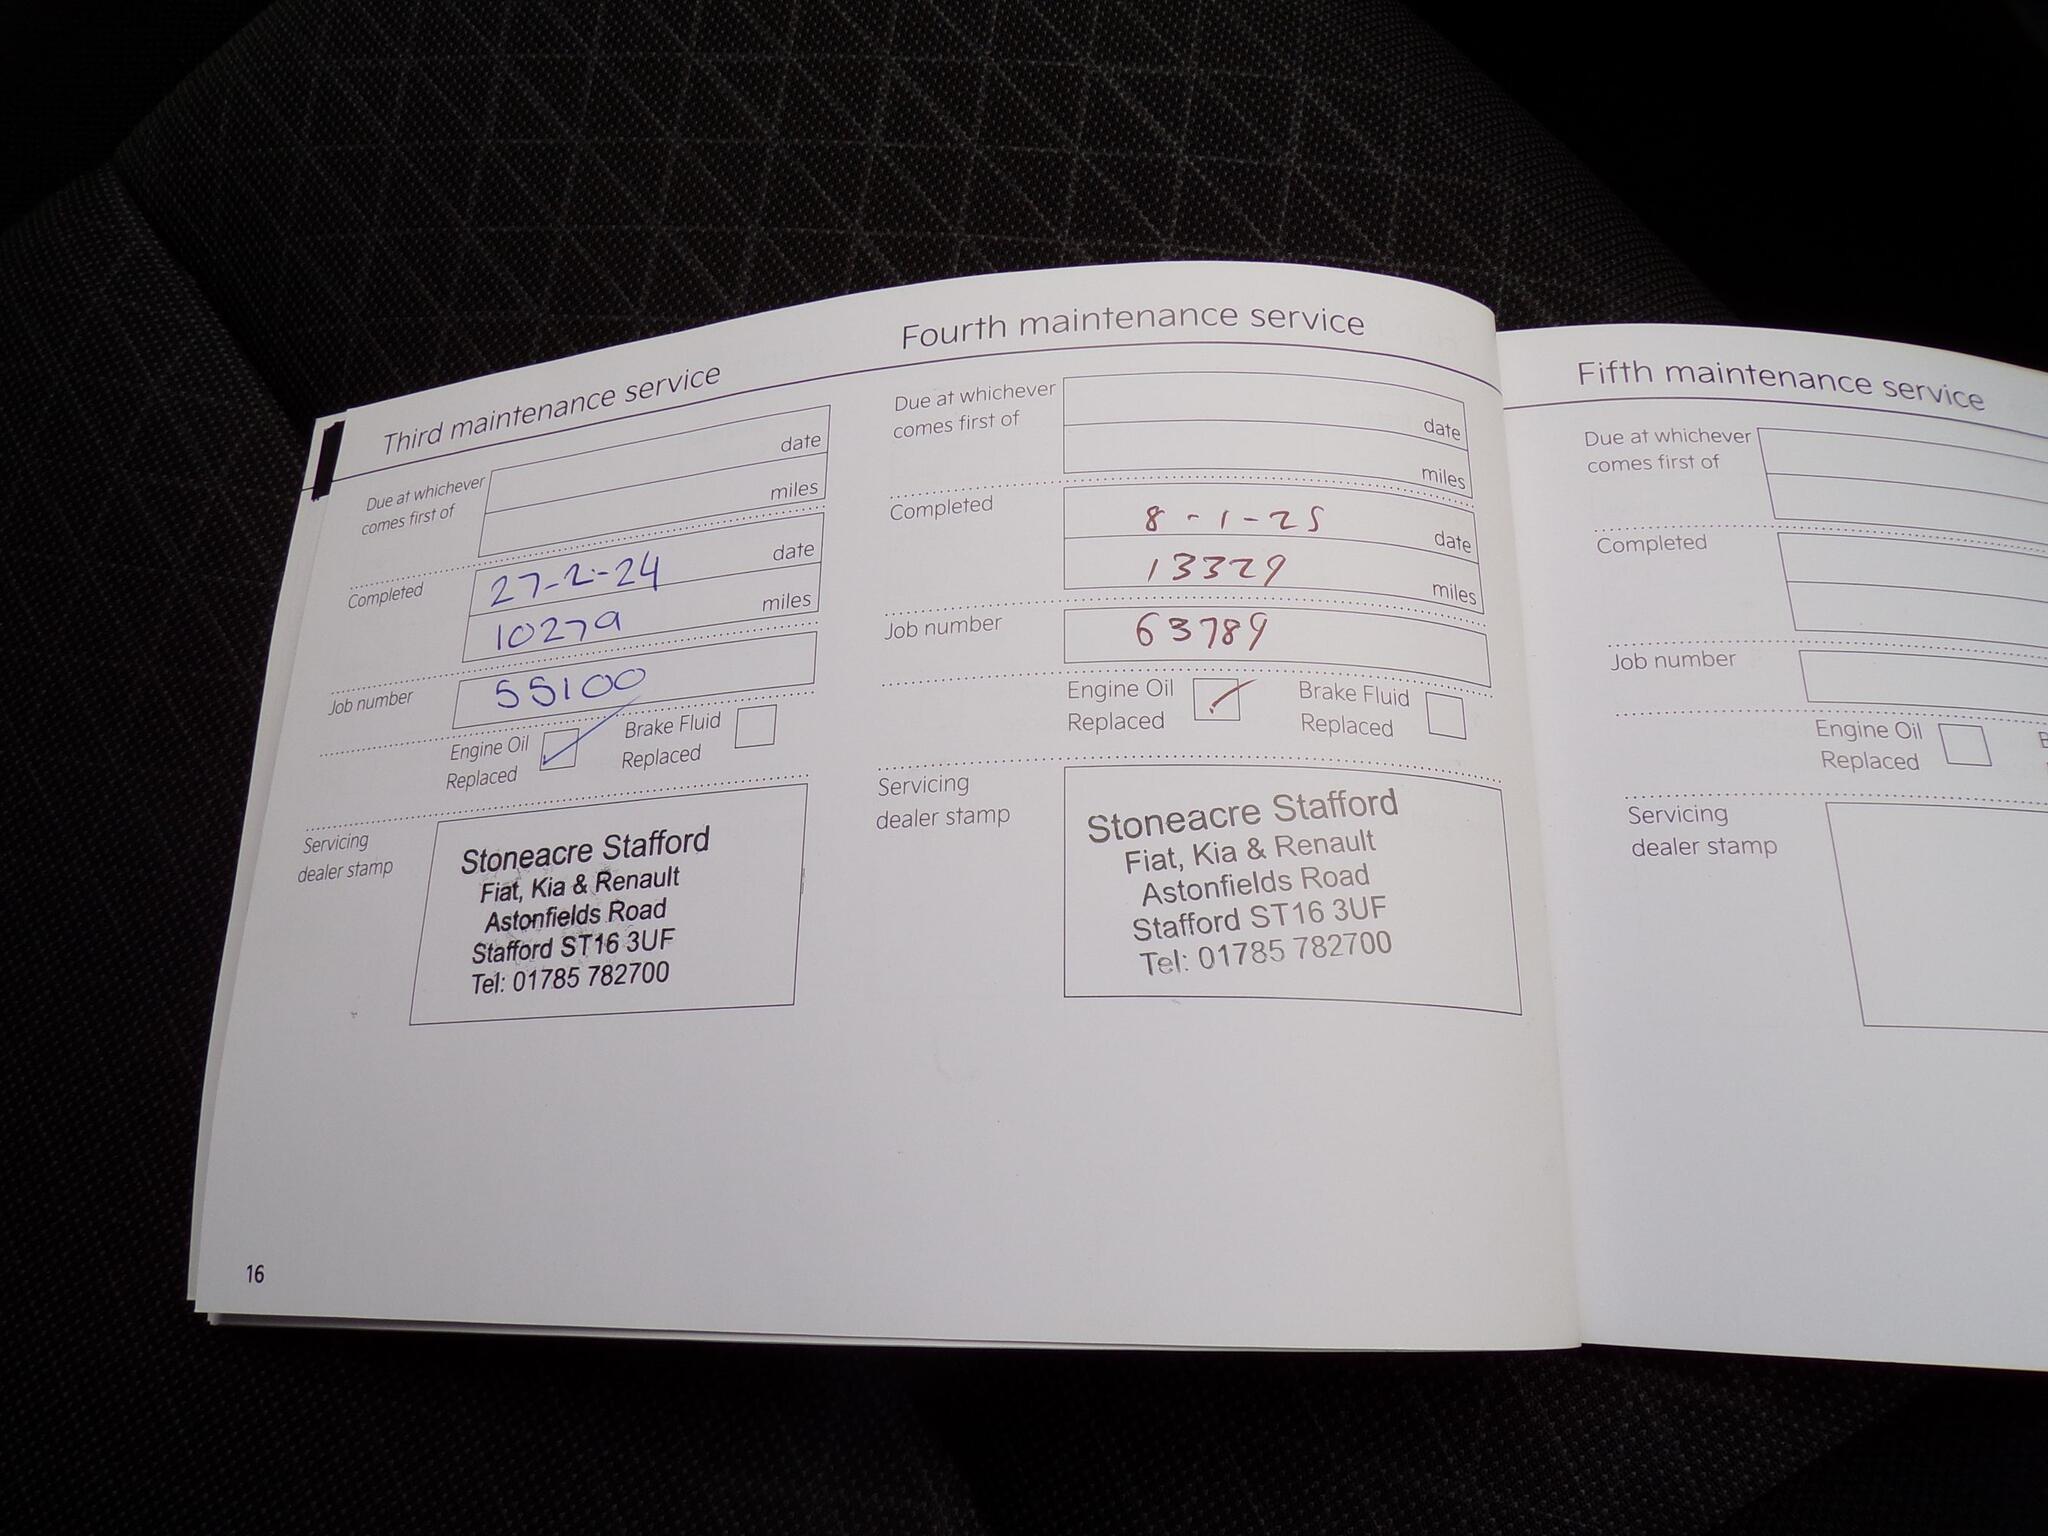 Third maintenance service
Due at whichever
comes first of
date
miles
Completed
27-2-24
date
10279
miles
Job number
55100
Engine Oil
Replaced
Brake Fluid
Replaced
Servicing
dealer stamp
Stoneacre Stafford
Fiat, Kia & Renault
Astonfields Road
Stafford ST16 3UF
Tel: 01785 782700
16
Fourth maintenance service
Due at whichever
comes first of
date
miles
Completed
8-1-25
date
13329
miles
Job number
63789
Engine Oil
Replaced
Brake Fluid
Replaced
Servicing
dealer stamp
Stoneacre Stafford
Fiat, Kia & Renault
Astonfields Road
Stafford ST16 3UF
Tel: 01785 782700
Fifth maintenance service
Due at whichever
comes first of
Completed
Job number
Engine Oil
Replaced
Servicing
dealer stamp